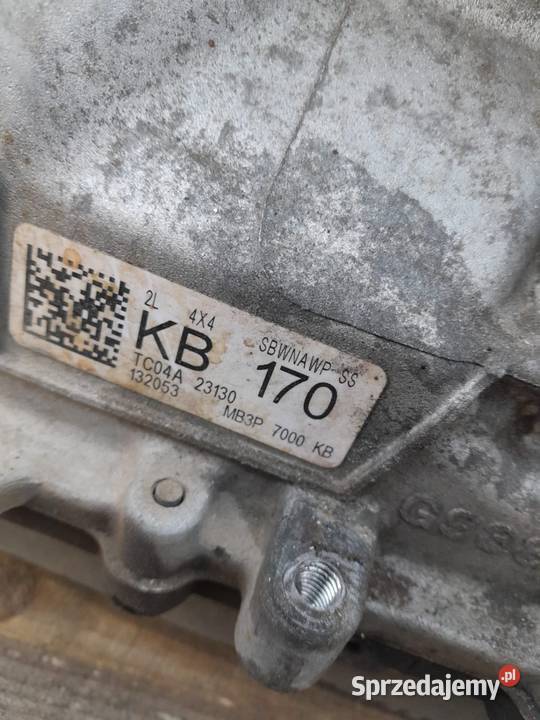 2L 4X4 SBWNAWP SS
KB 170
TC04A 23130
132053 MB3P 7000 KB
Sprzedajemy.pl